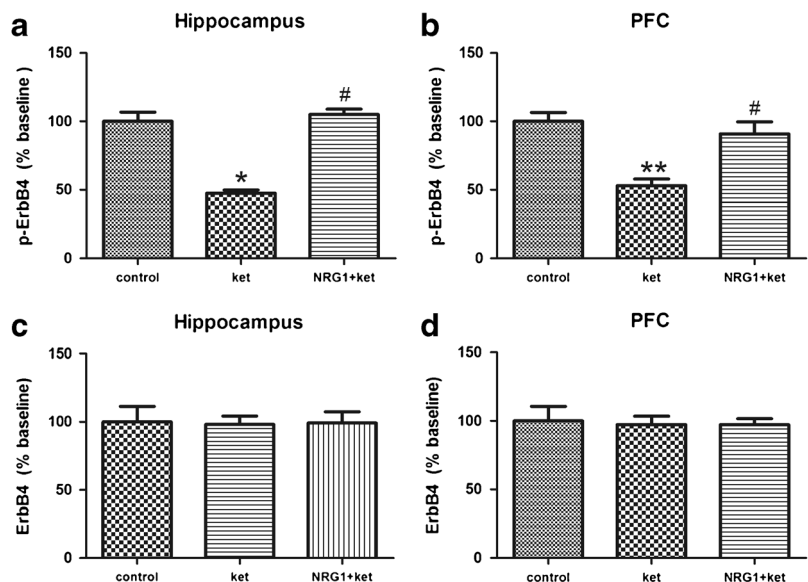 a
Hippocampus
p-ErbB4 (% baseline )
150
100
50
0
*
#
control
ket
NRG1+ket
b
PFC
p-ErbB4 (% baseline)
150
100
50
0
**
#
control
ket
NRG1+ket
c
Hippocampus
ErbB4 (% baseline)
150
100
50
0
control
ket
NRG1+ket
d
PFC
ErbB4 (% baseline)
150
100
50
0
control
ket
NRG1+ket